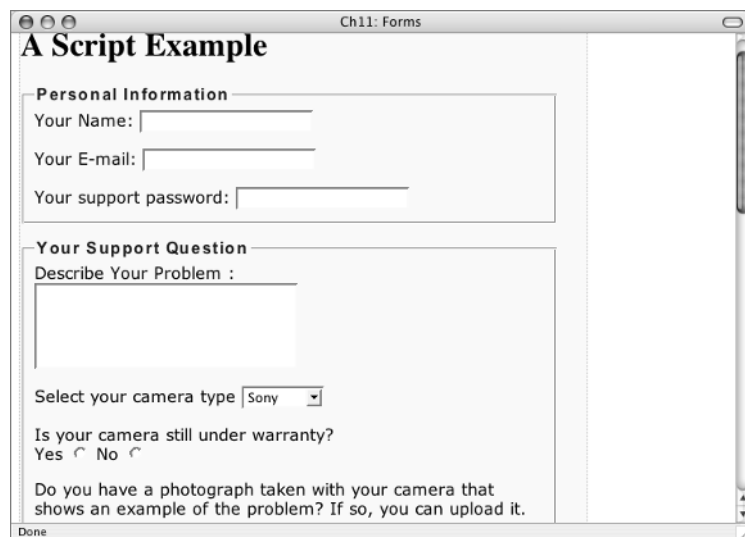 Ch11: Forms
A Script Example
Personal Information
Your Name:
Your E-mail:
Your support password:
Your Support Question
Describe Your Problem :
Select your camera type Sony
Is your camera still under warranty?
Yes No
Do you have a photograph taken with your camera that
shows an example of the problem? If so, you can upload it.
Done